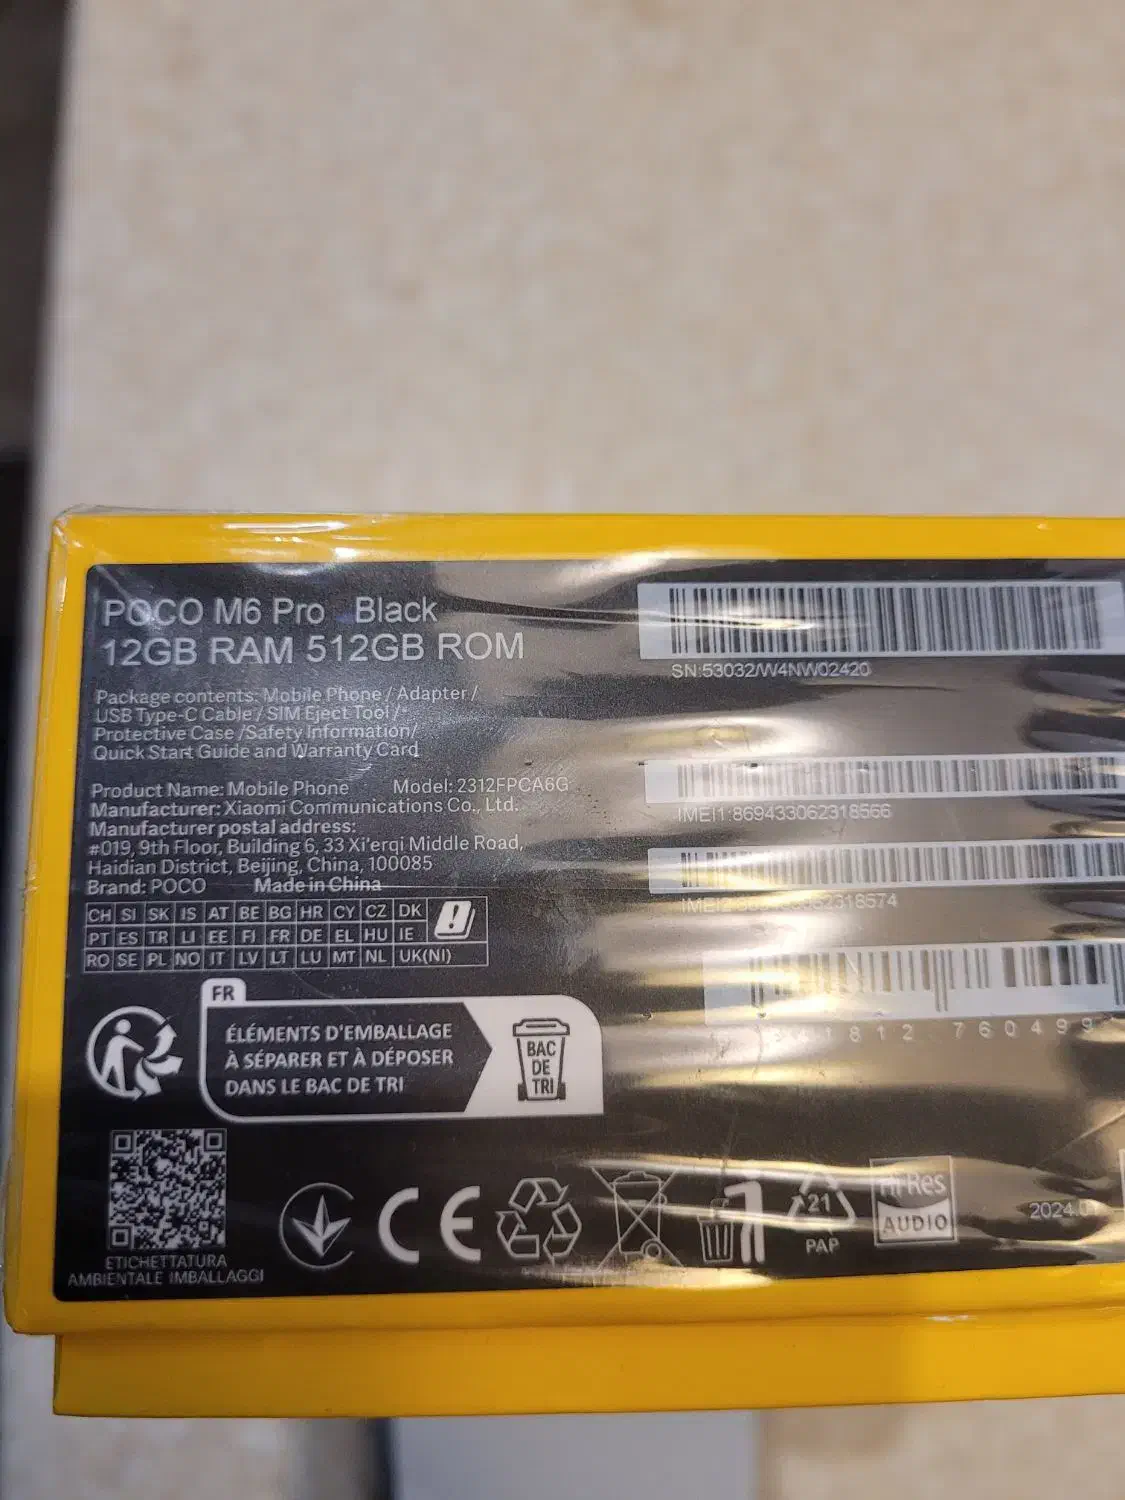 POCO M6 Pro Black
12GB RAM 512GB ROM
Package contents: Mobile Phone / Adapter /
USB Type-C Cable / SIM Eject Tool /
Protective Case /Safety Information/
Quick Start Guide and Warranty Card
Product Name: Mobile Phone Model: 2312FPCA6G
Manufacturer: Xiaomi Communications Co., Ltd.
Manufacturer postal address:
#019, 9th Floor, Building 6, 33 Xi'erqi Middle Road,
Haidian District, Beijing, China, 100085
Brand: POCO Made in China
CH SI SK IS AT BE BG HR CY CZ DK
PT ES TR LI EE FI FR DE EL HU IE
RO SE PL NO IT LV LT LU MT NL UK(NI)
FR
ÉLÉMENTS D'EMBALLAGE
À SÉPARER ET À DÉPOSER
DANS LE BAC DE TRI
BAC
DE
TRI
ETICHETTATURA
AMBIENTALE IMBALLAGGI
CE
21
PAP
Hi-Res
AUDIO
SN:53032/W4NW02420
IMEI1:869433062318566
1812 760499